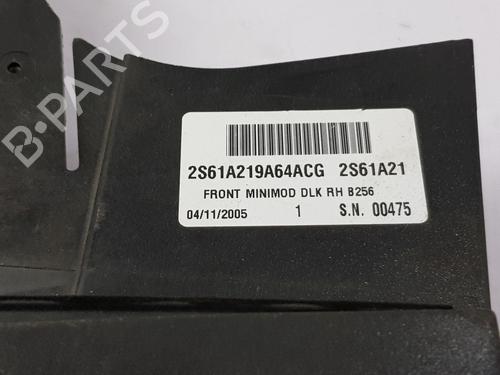 B-PARTS
2S61A219A64ACG 2S61A21
FRONT MINIMOD DLK RH B256
04/11/2005 1 S.N. 00475